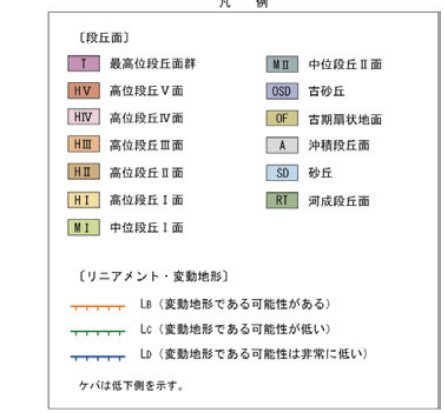 凡 例
〔段丘面〕
T 最高位段丘面群
HⅤ 高位段丘Ⅴ面
HⅣ 高位段丘Ⅳ面
HⅢ 高位段丘Ⅲ面
HⅡ 高位段丘Ⅱ面
HⅠ 高位段丘Ⅰ面
MⅠ 中位段丘Ⅰ面
MⅡ 中位段丘Ⅱ面
OSD 古砂丘
OF 古期扇状地面
A 沖積段丘面
SD 砂丘
RT 河成段丘面
〔リニアメント・変動地形〕
LB（変動地形である可能性がある）
LC（変動地形である可能性が低い）
LD（変動地形である可能性は非常に低い）
ケバは低下側を示す。